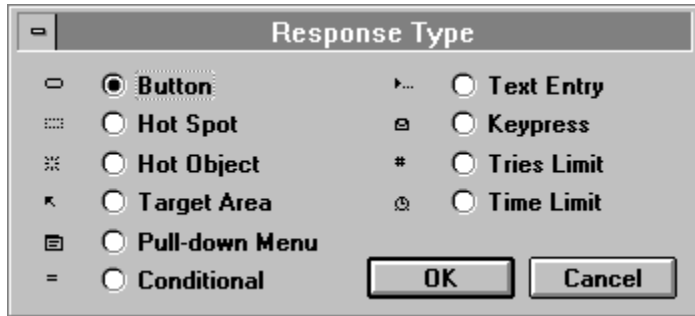 Response Type
Button
Text Entry
Hot Spot
Keypress
Hot Object
# Tries Limit
Target Area
Time Limit
Pull-down Menu
= Conditional
OK
Cancel